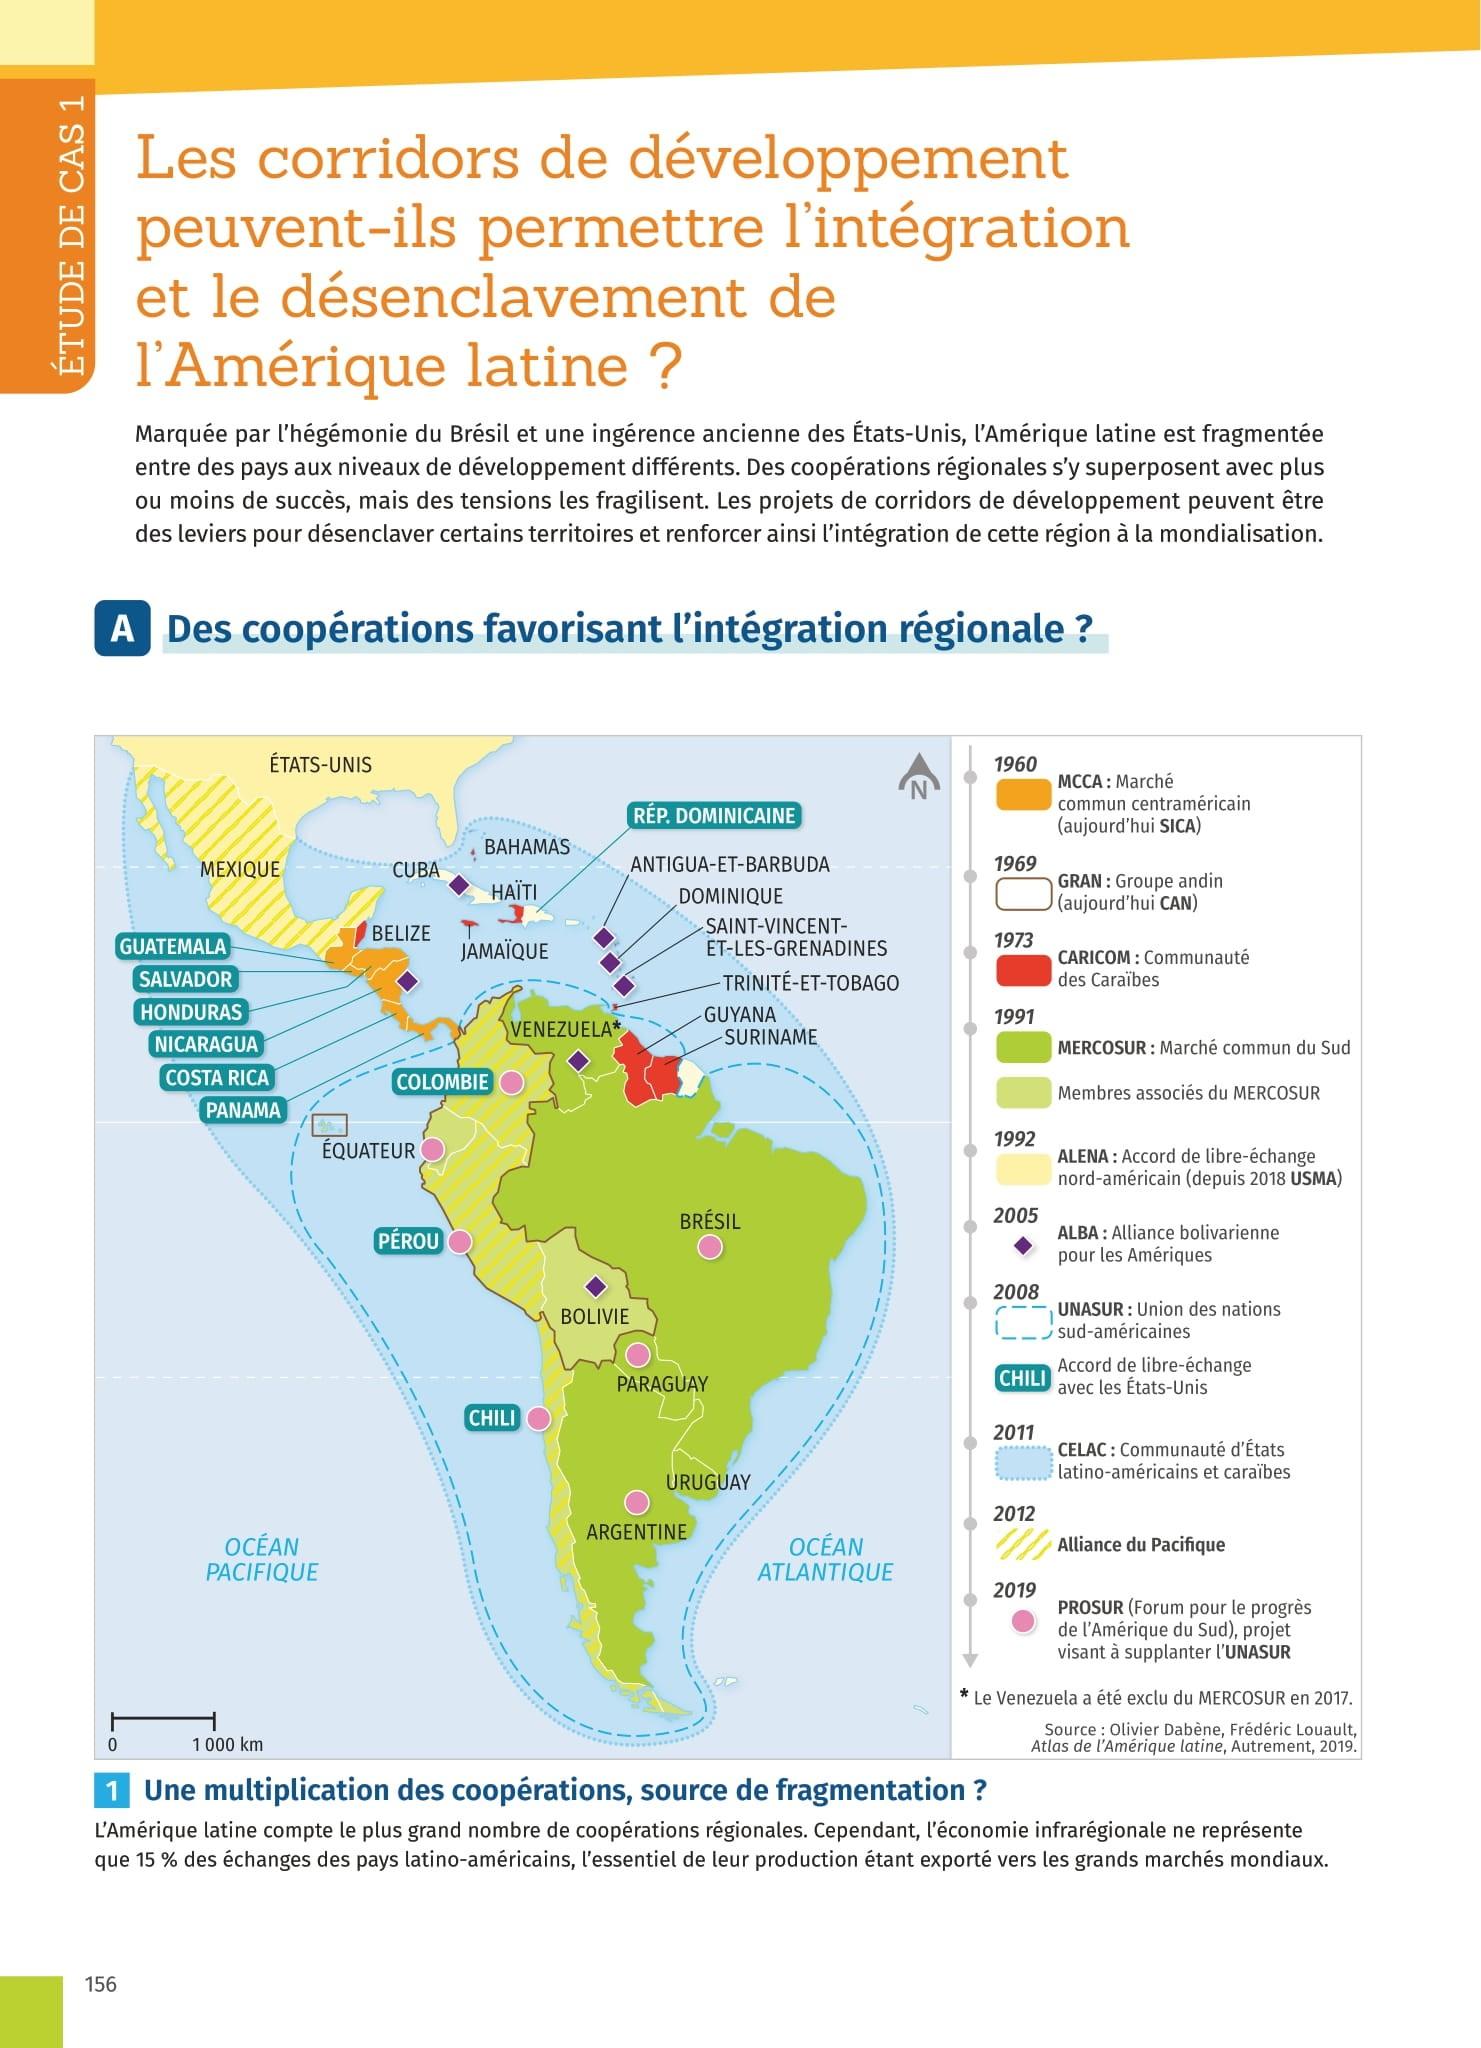 ÉTUDE DE CAS 1
Les corridors de développement
peuvent-ils permettre l'intégration
et le désenclavement de
l'Amérique latine ?
Marquée par l'hégémonie du Brésil et une ingérence ancienne des États-Unis, l'Amérique latine est fragmentée
entre des pays aux niveaux de développement différents. Des coopérations régionales s'y superposent avec plus
ou moins de succès, mais des tensions les fragilisent. Les projets de corridors de développement peuvent être
des leviers pour désenclaver certains territoires et renforcer ainsi l'intégration de cette région à la mondialisation.
A Des coopérations favorisant l'intégration régionale ?
ÉTATS-UNIS
N
RÉP. DOMINICAINE
BAHAMAS
MEXIQUE
CUBA
HAÏTI
ANTIGUA-ET-BARBUDA
DOMINIQUE
SAINT-VINCENT-
ET-LES-GRENADINES
BELIZE
JAMAÏQUE
GUATEMALA
SALVADOR
HONDURAS
NICARAGUA
COSTA RICA
PANAMA
TRINITÉ-ET-TOBAGO
GUYANA
SURINAME
VENEZUELA*
COLOMBIE
ÉQUATEUR
PÉROU
BRÉSIL
BOLIVIE
PARAGUAY
CHILI
URUGUAY
ARGENTINE
OCÉAN
PACIFIQUE
OCÉAN
ATLANTIQUE
0 1 000 km
1960
MCCA : Marché
commun centraméricain
(aujourd'hui SICA)
1969
GRAN : Groupe andin
(aujourd'hui CAN)
1973
CARICOM : Communauté
des Caraïbes
1991
MERCOSUR : Marché commun du Sud
Membres associés du MERCOSUR
1992
ALENA : Accord de libre-échange
nord-américain (depuis 2018 USMA)
2005
ALBA : Alliance bolivarienne
pour les Amériques
2008
UNASUR : Union des nations
sud-américaines
CHILI Accord de libre-échange
avec les États-Unis
2011
CELAC : Communauté d'États
latino-américains et caraïbes
2012
Alliance du Pacifique
2019
PROSUR (Forum pour le progrès
de l'Amérique du Sud), projet
visant à supplanter l'UNASUR
* Le Venezuela a été exclu du MERCOSUR en 2017.
Source : Olivier Dabène, Frédéric Louault,
Atlas de l'Amérique latine, Autrement, 2019.
1 Une multiplication des coopérations, source de fragmentation ?
L'Amérique latine compte le plus grand nombre de coopérations régionales. Cependant, l'économie infrarégionale ne représente
que 15 % des échanges des pays latino-américains, l'essentiel de leur production étant exporté vers les grands marchés mondiaux.
156